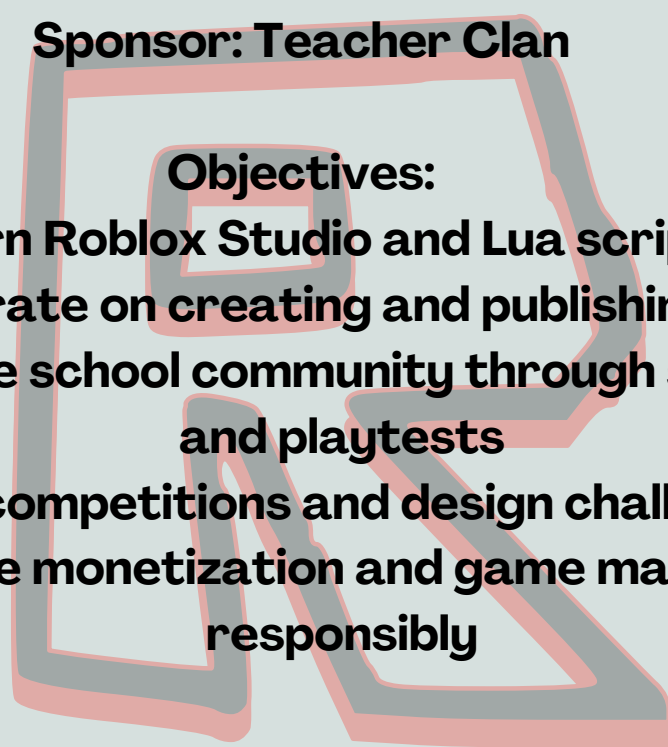 Sponsor: Teacher Clan
Objectives:
rn Roblox Studio and Lua scri
rate on creating and publishin
e school community through
and playtests
competitions and design chall
e monetization and game ma
responsibly